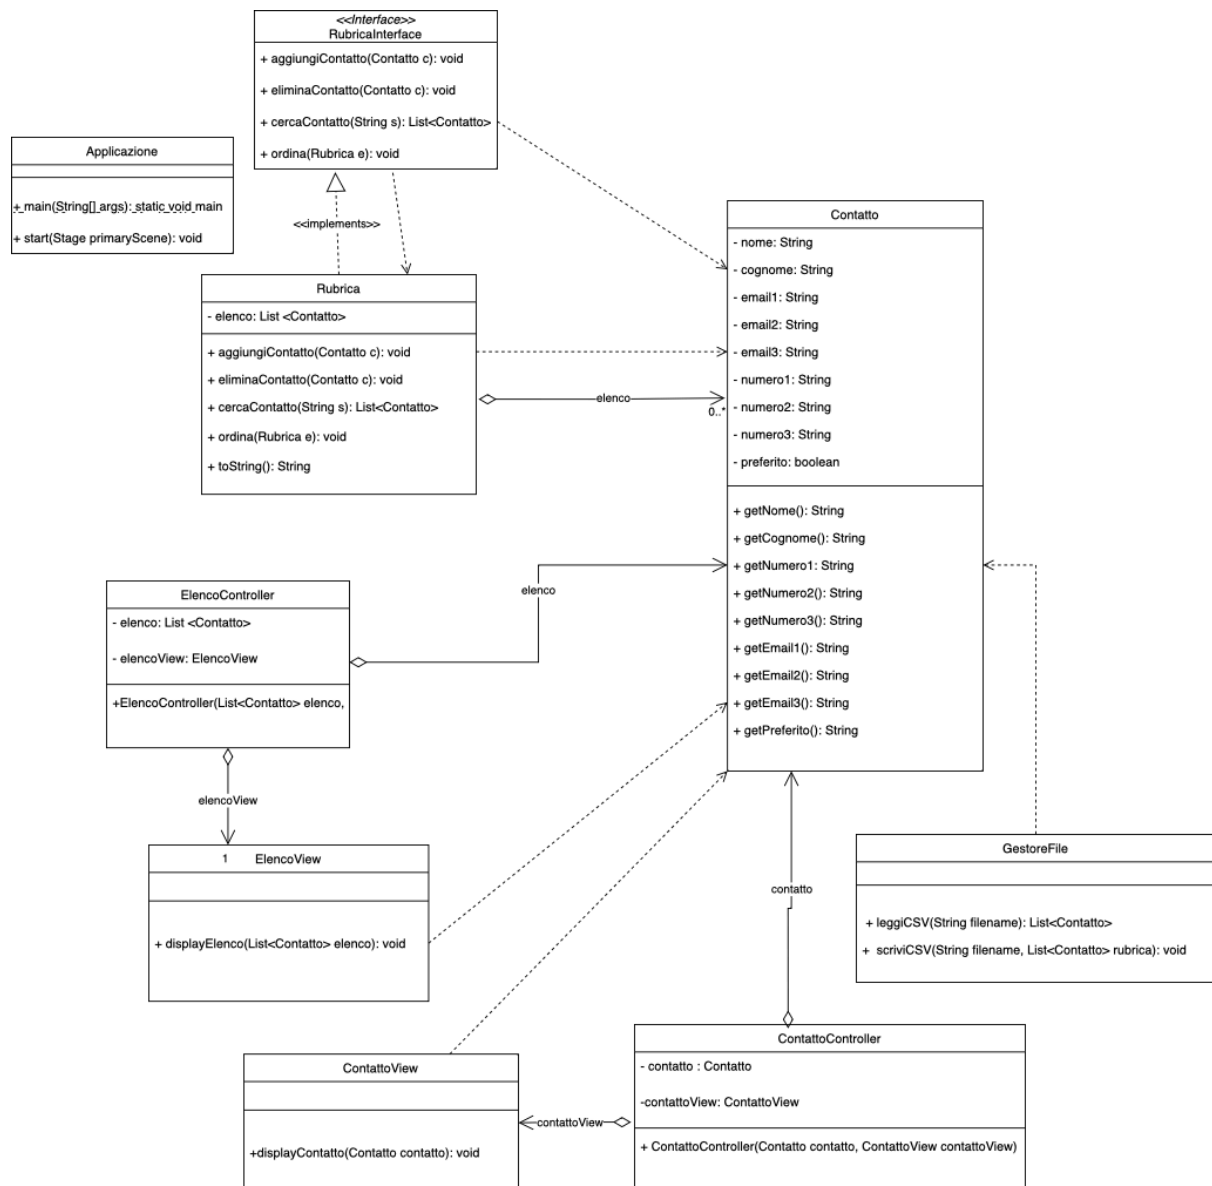 <<Interface>>
RubricaInterface
+ aggiungiContatto(Contatto c): void
+ eliminaContatto(Contatto c): void
+ cercaContatto(String s): List<Contatto>
+ ordina(Rubrica e): void
Applicazione
+ main(String[] args): static void main
+ start(Stage primaryScene): void
<<implements>>
Rubrica
- elenco: List <Contatto>
+ aggiungiContatto(Contatto c): void
+ eliminaContatto(Contatto c): void
+ cercaContatto(String s): List<Contatto>
+ ordina(Rubrica e): void
+ toString(): String
elenco
0..*
Contatto
- nome: String
- cognome: String
- email1: String
- email2: String
- email3: String
- numero1: String
- numero2: String
- numero3: String
- preferito: boolean
+ getNome(): String
+ getCognome(): String
+ getNumero1: String
+ getNumero2(): String
+ getNumero3(): String
+ getEmail1(): String
+ getEmail2(): String
+ getEmail3(): String
+ getPreferito(): String
ElencoController
- elenco: List <Contatto>
- elencoView: ElencoView
+ElencoController(List<Contatto> elenco,
elenco
elencoView
1
ElencoView
+ displayElenco(List<Contatto> elenco): void
contatto
GestoreFile
+ leggiCSV(String filename): List<Contatto>
+ scriviCSV(String filename, List<Contatto> rubrica): void
ContattoView
+displayContatto(Contatto contatto): void
contattoView
ContattoController
- contatto : Contatto
-contattoView: ContattoView
+ ContattoController(Contatto contatto, ContattoView contattoView)